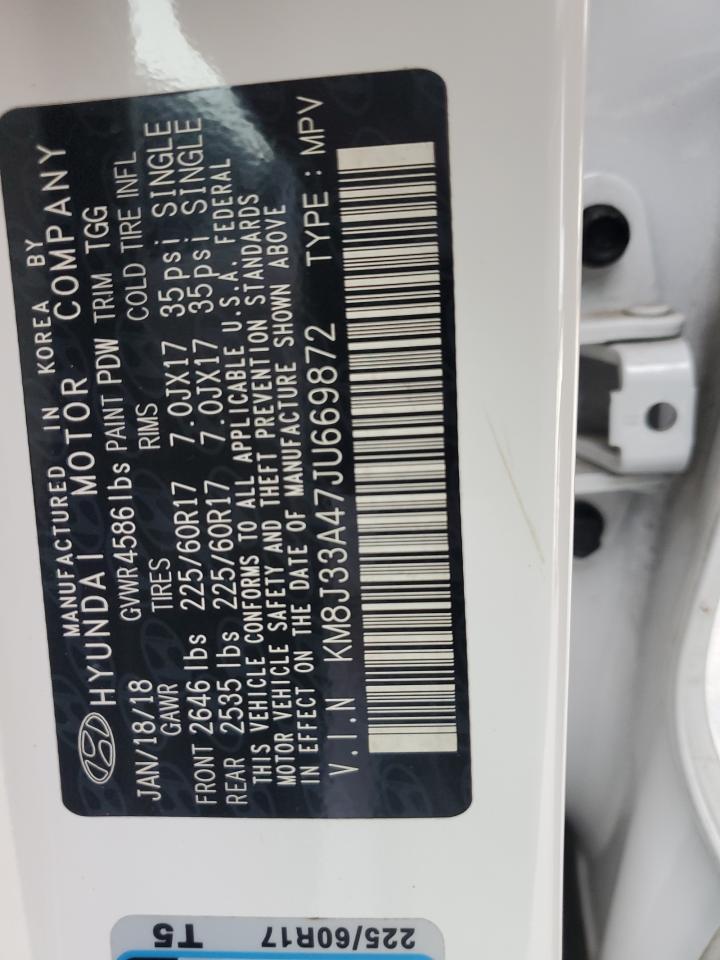 MANUFACTURED IN KOREA BY
HYUNDAI MOTOR COMPANY
JAN/18/18 GVWR 4586 lbs PAINT PDW TRIM TGG
GAWR TIRES RIMS COLD TIRE INFL
FRONT 2646 lbs 225/60R17 7.0JX17 35psi SINGLE
REAR 2535 lbs 225/60R17 7.0JX17 35psi SINGLE
THIS VEHICLE CONFORMS TO ALL APPLICABLE U.S.A. FEDERAL
MOTOR VEHICLE SAFETY AND THEFT PREVENTION STANDARDS
IN EFFECT ON THE DATE OF MANUFACTURE SHOWN ABOVE
V.I.N KM8J33A47JU669872 TYPE : MPV
225/60R17 T5